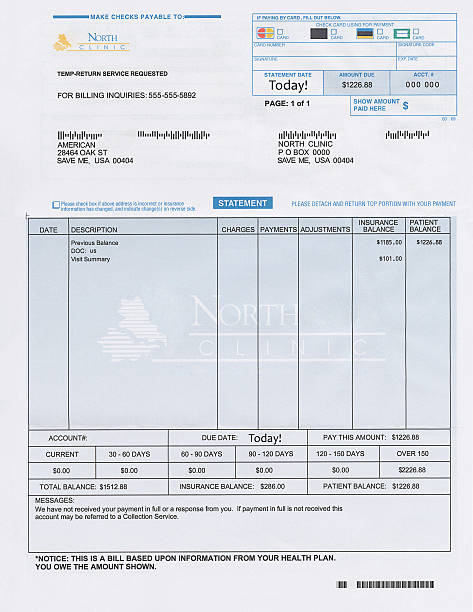 MAKE CHECKS PAYABLE TO:
NORTH
CLINIC
TEMP-RETURN SERVICE REQUESTED
FOR BILLING INQUIRIES: 555-555-5892
IF PAYING BY CARD, FILL OUT BELOW
CHECK CARD USING FOR PAYMENT
CARD CARD CARD CARD
CARD NUMBER SIGNATURE CODE
SIGNATURE EXP. DATE
STATEMENT DATE AMOUNT DUE ACCT. #
Today! $1226.88 000 000
PAGE: 1 of 1 SHOW AMOUNT PAID HERE $
AMERICAN
28464 OAK ST
SAVE ME, USA 00404
NORTH CLINIC
P O BOX 0000
SAVE ME, USA 00404
Please check box if above address is incorrect or insurance
information has changed, and indicate change(s) on reverse side.
STATEMENT
PLEASE DETACH AND RETURN TOP PORTION WITH YOUR PAYMENT
DATE DESCRIPTION CHARGES PAYMENTS ADJUSTMENTS INSURANCE BALANCE PATIENT BALANCE
Previous Balance $1185.00 $1226.88
DOC: us
Visit Summary $101.00
NORTH
CLINIC
ACCOUNT#: DUE DATE: Today! PAY THIS AMOUNT: $1226.88
CURRENT 30 - 60 DAYS 60 - 90 DAYS 90 - 120 DAYS 120 - 150 DAYS OVER 150
$0.00 $0.00 $0.00 $0.00 $0.00 $2226.88
TOTAL BALANCE: $1512.88 INSURANCE BALANCE: $286.00 PATIENT BALANCE: $1226.88
MESSAGES:
We have not received your payment in full or a response from you. If payment in full is not received this
account may be referred to a Collection Service.
*NOTICE: THIS IS A BILL BASED UPON INFORMATION FROM YOUR HEALTH PLAN.
YOU OWE THE AMOUNT SHOWN.